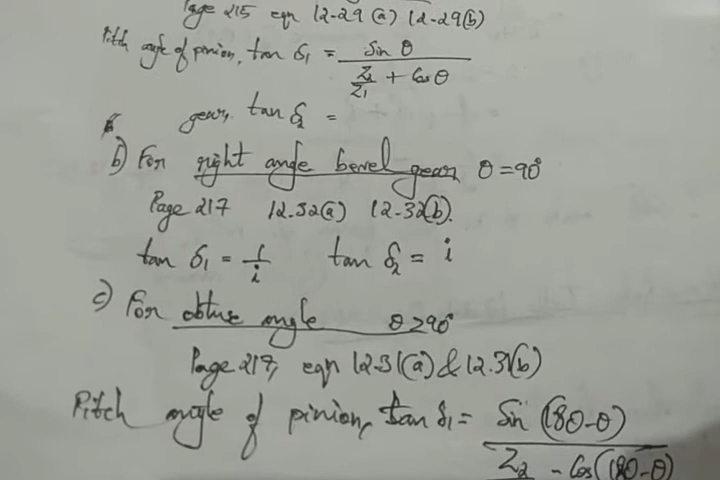 Page 215 eqn 12-29 (a) 12-29(b)
Pitch angle of pinion, tan δ1 = Sin θ / (Z2/Z1 + Cos θ)
gear, tan δ2 =
b) For right angle bevel gear θ = 90°
Page 217 12.32(a) 12-32(b).
tan δ1 = 1/i tan δ2 = i
c) For obtuse angle θ > 90°
Page 217, eqn 12.31(a) & 12.31(b)
Pitch angle of pinion, tan δ1 = Sin (180-θ) / Z2 - Cos(180-θ)